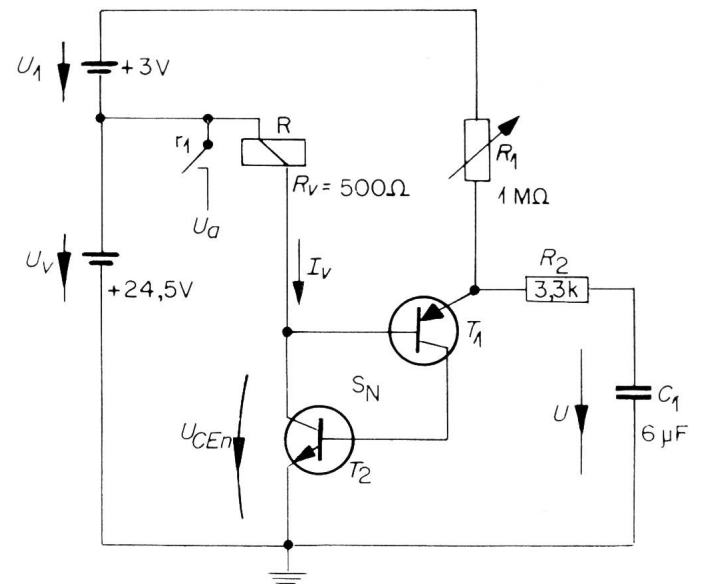 U1
+3V
r1
R
Rv = 500Ω
Ua
R1
1 MΩ
Uv
+24,5V
Iv
R2
3,3k
T1
SN
UCEn
T2
U
C1
6 µF